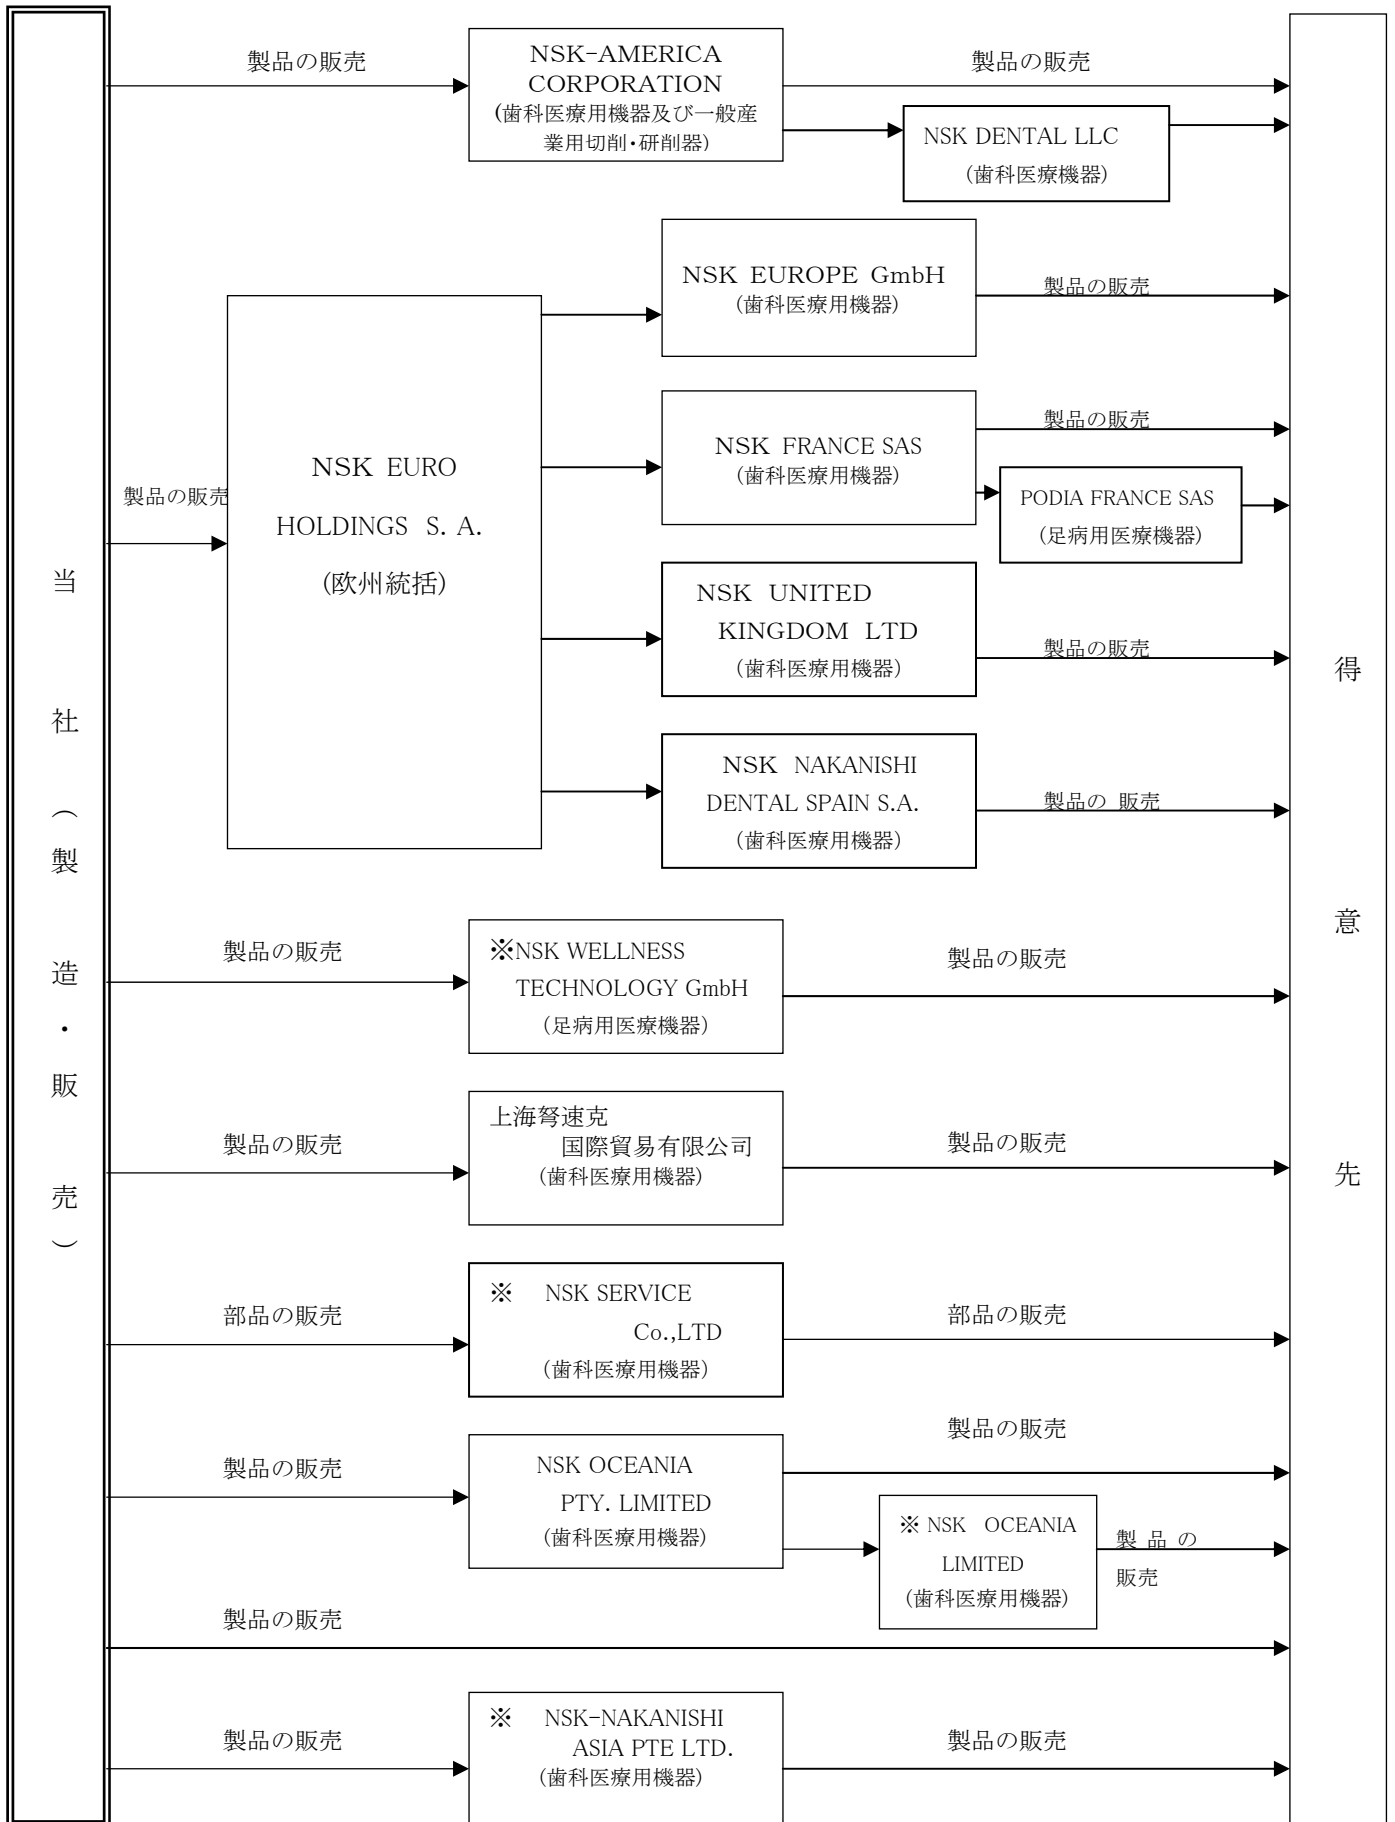 当社（製造・販売）
製品の販売
NSK-AMERICA
CORPORATION
(歯科医療用機器及び一般産
業用切削・研削器)
製品の販売
NSK DENTAL LLC
（歯科医療機器）
製品の販売
NSK EURO
HOLDINGS S. A.
(欧州統括)
NSK EUROPE GmbH
（歯科医療用機器）
製品の販売
NSK FRANCE SAS
（歯科医療用機器）
製品の販売
PODIA FRANCE SAS
（足病用医療機器）
NSK UNITED
KINGDOM LTD
（歯科医療用機器）
製品の販売
NSK NAKANISHI
DENTAL SPAIN S.A.
（歯科医療用機器）
製品の 販売
製品の販売
※NSK WELLNESS
TECHNOLOGY GmbH
（足病用医療機器）
製品の販売
製品の販売
上海弩速克
国際貿易有限公司
（歯科医療用機器）
製品の販売
部品の販売
※ NSK SERVICE
Co.,LTD
（歯科医療用機器）
部品の販売
製品の販売
NSK OCEANIA
PTY. LIMITED
（歯科医療用機器）
製品の販売
※ NSK OCEANIA
LIMITED
（歯科医療用機器）
製 品 の
販売
製品の販売
製品の販売
※ NSK-NAKANISHI
ASIA PTE LTD.
（歯科医療用機器）
製品の販売
得意先